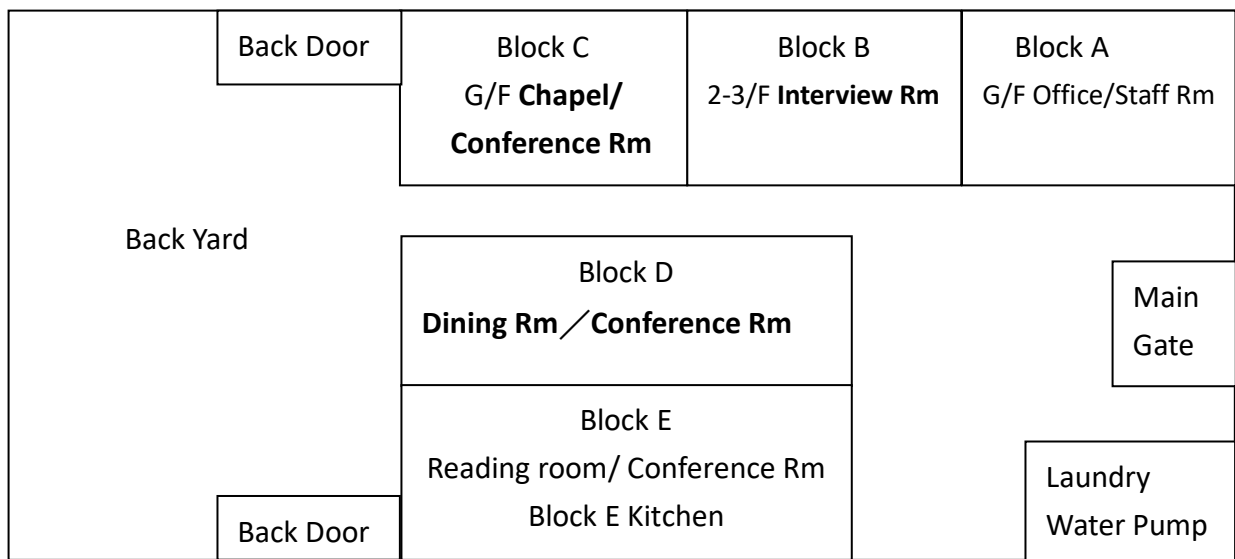 Back Door
Block C
G/F Chapel/
Conference Rm
Block B
2-3/F Interview Rm
Block A
G/F Office/Staff Rm
Back Yard
Block D
Dining Rm／Conference Rm
Main
Gate
Block E
Reading room/ Conference Rm
Block E Kitchen
Back Door
Laundry
Water Pump